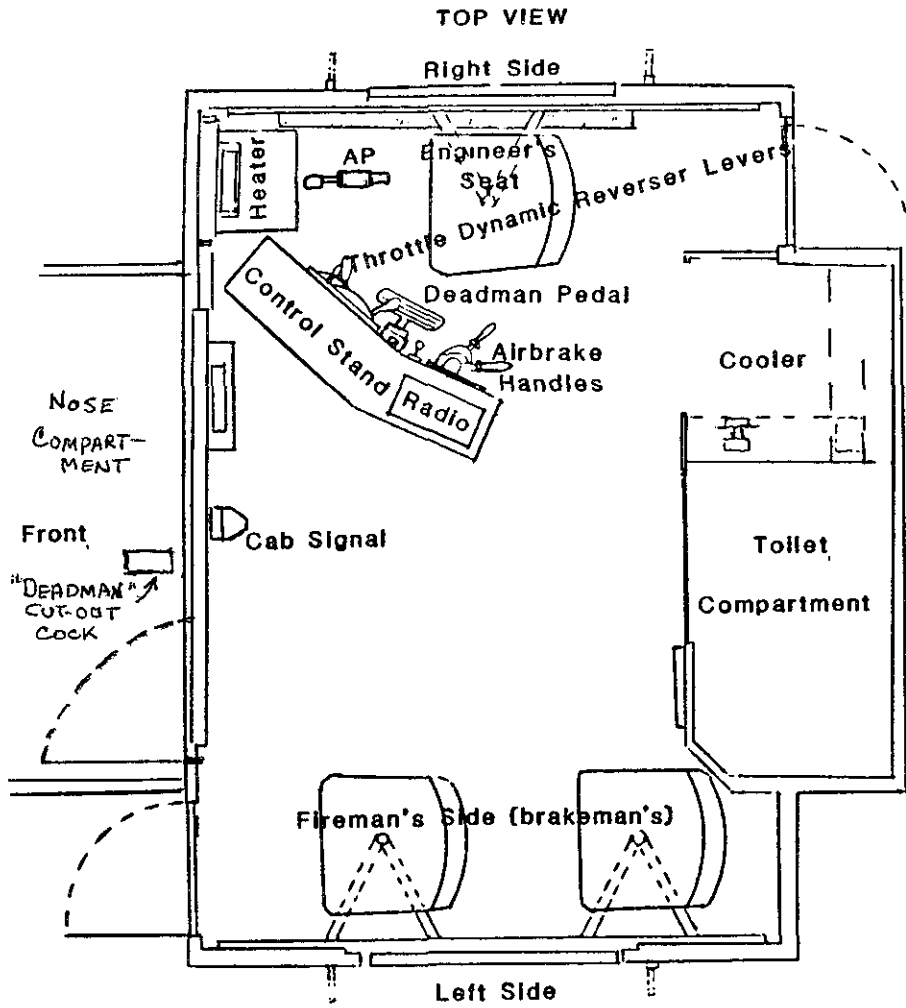 TOP VIEW
Right Side
Heater
AP
Engineer's
Seat
Throttle Dynamic Reverser Levers
Control Stand
Deadman Pedal
Airbrake
Handles
Radio
Cooler
NOSE
COMPART-
MENT
Front
Cab Signal
"DEADMAN"
CUT-OUT
COCK
Toilet
Compartment
Fireman's Side (brakeman's)
Left Side